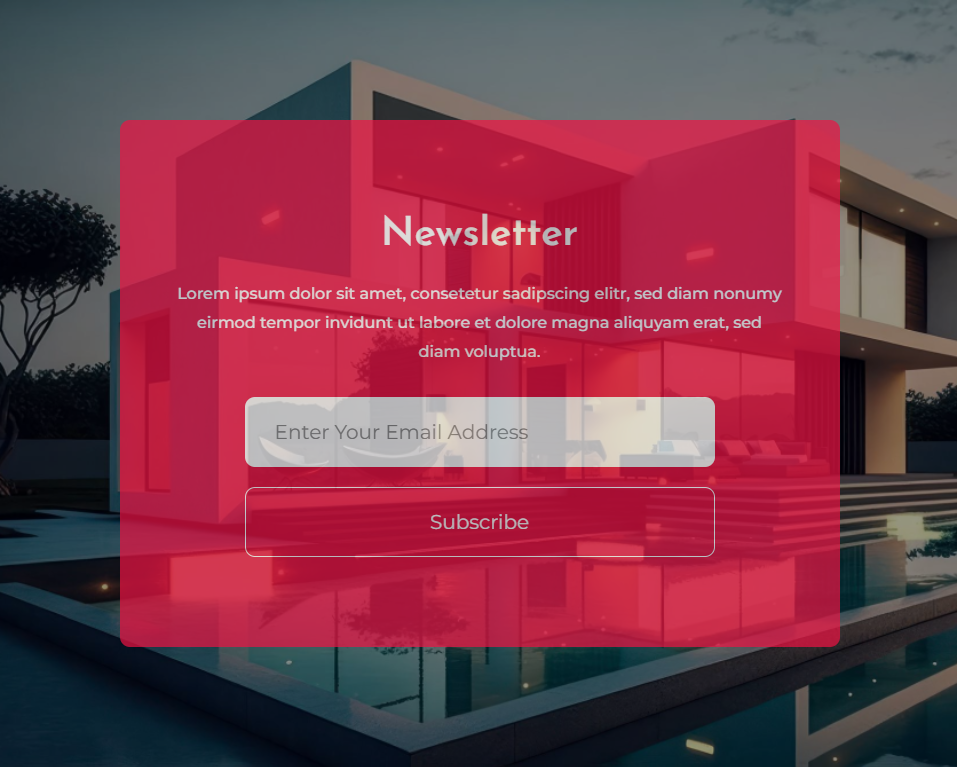 Newsletter
Lorem ipsum dolor sit amet, consetetur sadipscing elitr, sed diam nonumy
eirmod tempor invidunt ut labore et dolore magna aliquyam erat, sed
diam voluptua.
Enter Your Email Address
Subscribe